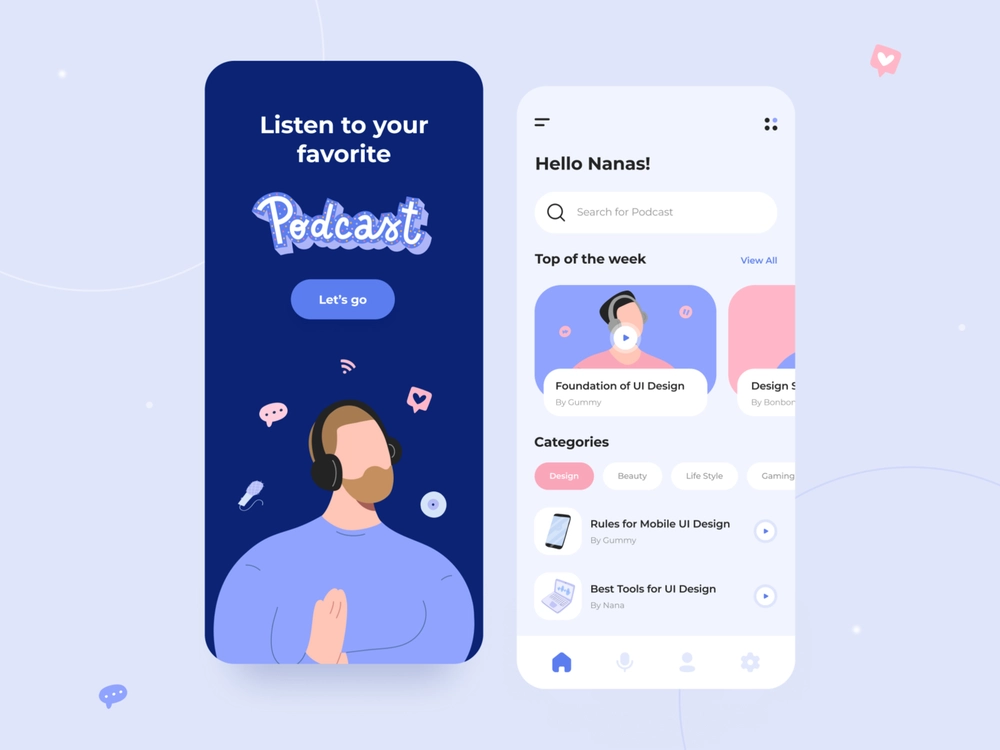 Listen to your
favorite
Podcast
Let's go
Hello Nanas!
Search for Podcast
Top of the week
View All
Foundation of UI Design
By Gummy
Design S
By Bonbon
Categories
Design
Beauty
Life Style
Gaming
Rules for Mobile UI Design
By Gummy
Best Tools for UI Design
By Nana